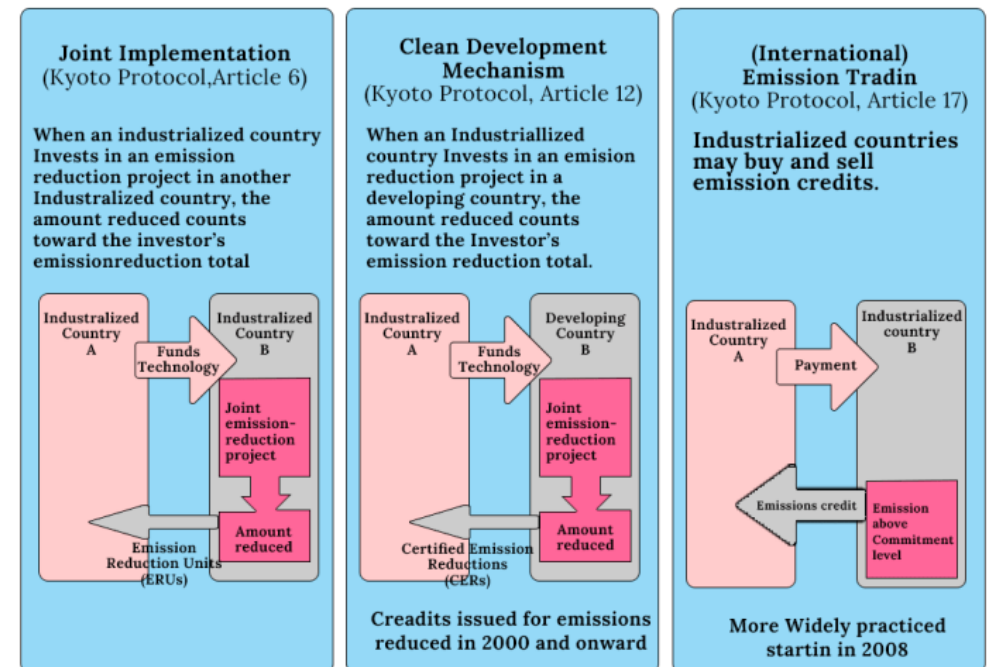 Joint Implementation
(Kyoto Protocol,Article 6)
When an industrialized country
Invests in an emission
reduction project in another
Industralized country, the
amount reduced counts
toward the investor's
emissionreduction total
Industralized
Country
A
Funds
Technology
Industralized
Country
B
Joint
emission-
reduction
project
Amount
reduced
Emission
Reduction Units
(ERUs)
Clean Development
Mechanism
(Kyoto Protocol, Article 12)
When an Industriallized
country Invests in an emision
reduction project in a
developing country, the
amount reduced counts
toward the Investor's
emission reduction total.
Industralized
Country
A
Funds
Technology
Developing
Country
B
Joint
emission-
reduction
project
Amount
reduced
Certified Emission
Reductions
(CERs)
Creadits issued for emissions
reduced in 2000 and onward
(International)
Emission Tradin
(Kyoto Protocol, Article 17)
Industrialized countries
may buy and sell
emission credits.
Industralized
Country
A
Payment
Industrialized
country
B
Emissions credit
Emission
above
Commitment
level
More Widely practiced
startin in 2008